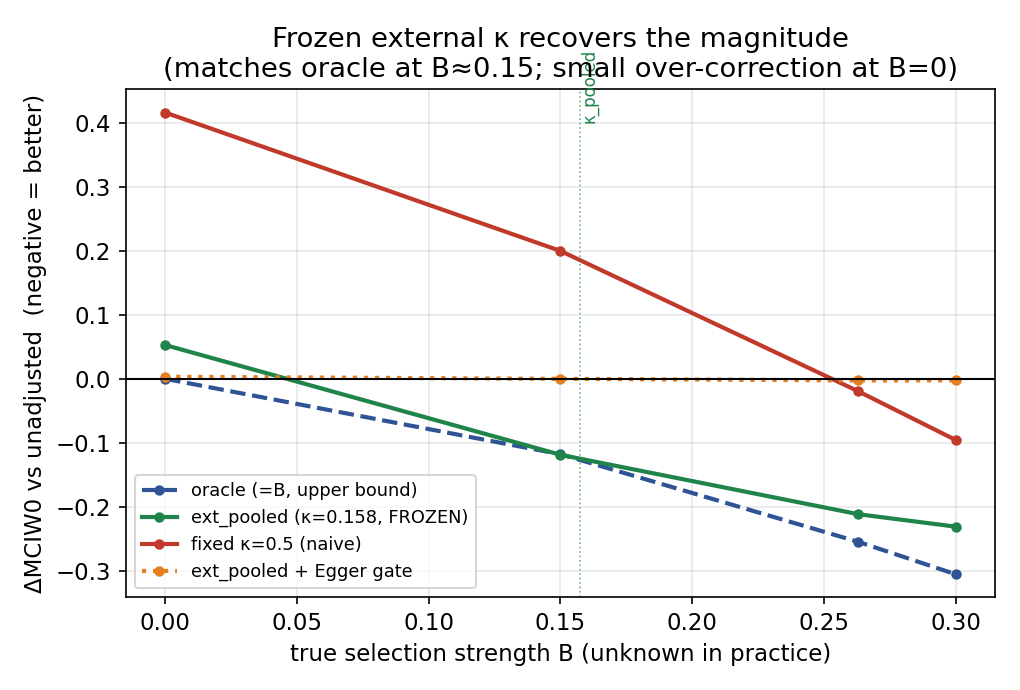 Frozen external κ recovers the magnitude
(matches oracle at B≈0.15; small over-correction at B=0)
κ_pooled
ΔMCIW0 vs unadjusted  (negative = better)
0.4
0.3
0.2
0.1
0.0
−0.1
−0.2
−0.3
oracle (=B, upper bound)
ext_pooled (κ=0.158, FROZEN)
fixed κ=0.5 (naive)
ext_pooled + Egger gate
0.00 0.05 0.10 0.15 0.20 0.25 0.30
true selection strength B (unknown in practice)